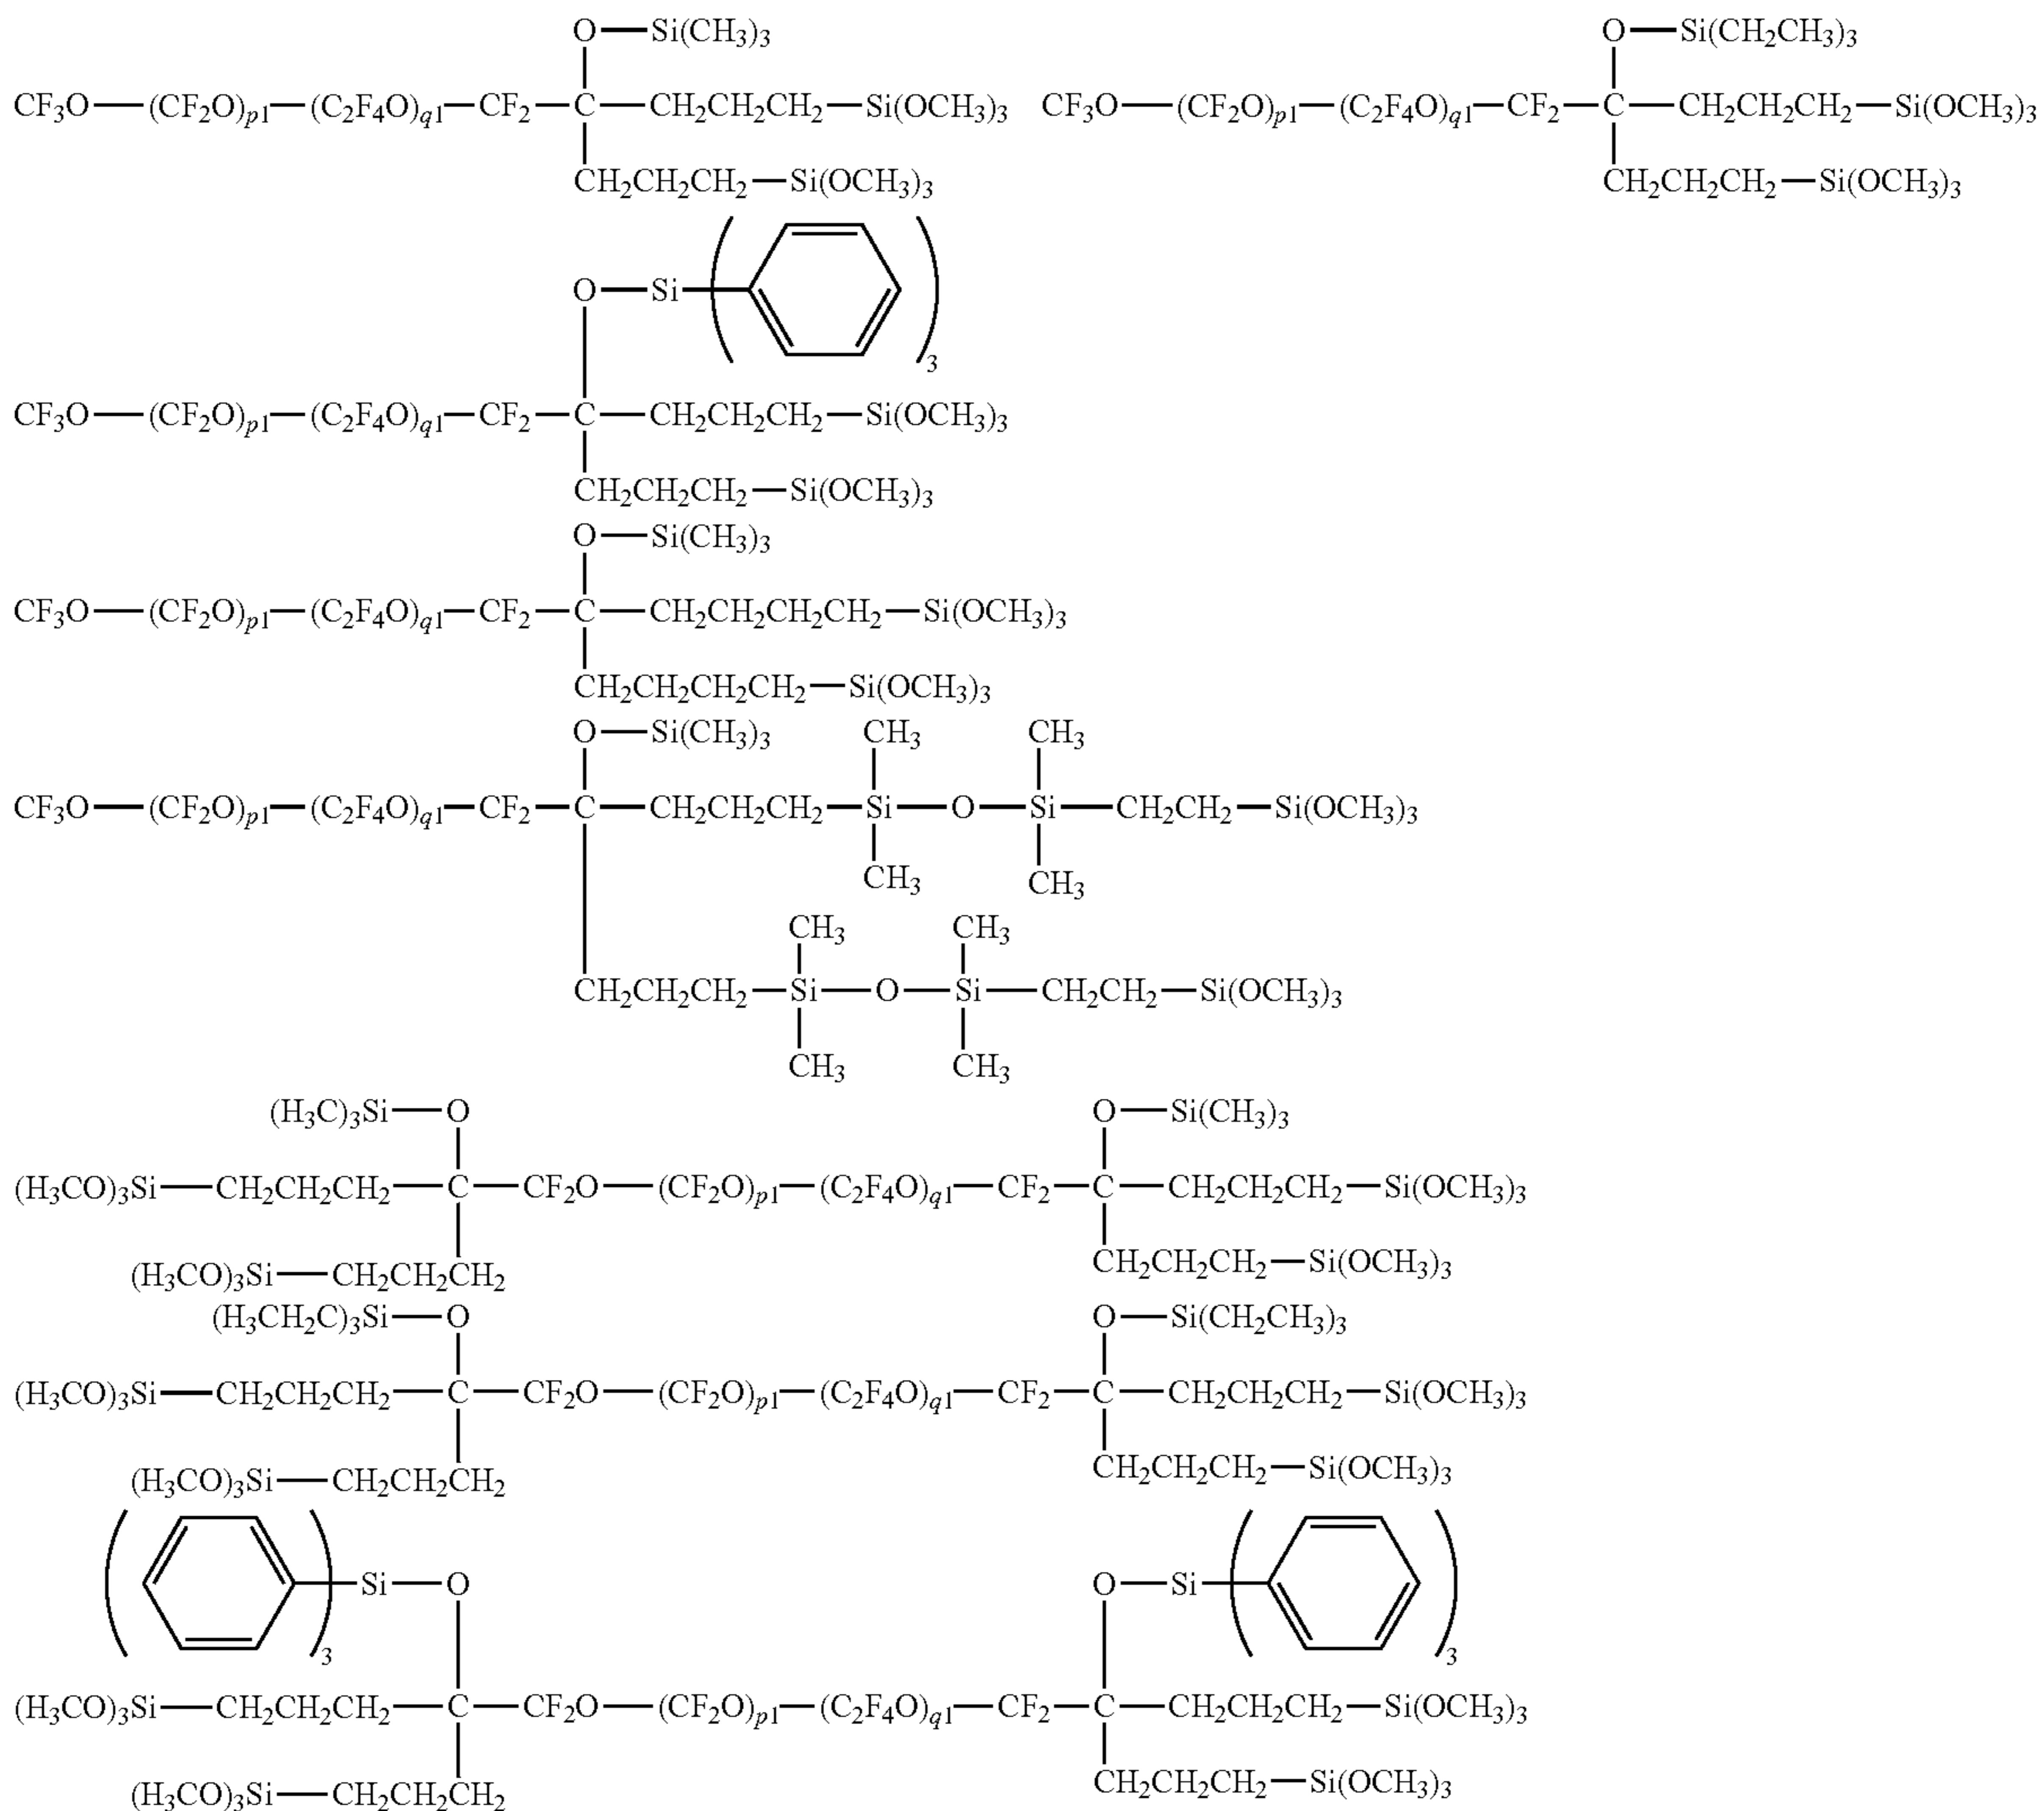 O—Si(CH₃)₃ O—Si(CH₂CH₃)₃
CF₃O—(CF₂O)p1—(C₂F₄O)q1—CF₂—C—CH₂CH₂CH₂—Si(OCH₃)₃ CF₃O—(CF₂O)p1—(C₂F₄O)q1—CF₂—C—CH₂CH₂CH₂—Si(OCH₃)₃
CH₂CH₂CH₂—Si(OCH₃)₃ CH₂CH₂CH₂—Si(OCH₃)₃
O—Si—( )₃
CF₃O—(CF₂O)p1—(C₂F₄O)q1—CF₂—C—CH₂CH₂CH₂—Si(OCH₃)₃
CH₂CH₂CH₂—Si(OCH₃)₃
O—Si(CH₃)₃
CF₃O—(CF₂O)p1—(C₂F₄O)q1—CF₂—C—CH₂CH₂CH₂CH₂—Si(OCH₃)₃
CH₂CH₂CH₂CH₂—Si(OCH₃)₃
O—Si(CH₃)₃ CH₃ CH₃
CF₃O—(CF₂O)p1—(C₂F₄O)q1—CF₂—C—CH₂CH₂CH₂—Si—O—Si—CH₂CH₂—Si(OCH₃)₃
CH₃ CH₃
CH₃ CH₃
CH₂CH₂CH₂—Si—O—Si—CH₂CH₂—Si(OCH₃)₃
CH₃ CH₃
(H₃C)₃Si—O O—Si(CH₃)₃
(H₃CO)₃Si—CH₂CH₂CH₂—C—CF₂O—(CF₂O)p1—(C₂F₄O)q1—CF₂—C—CH₂CH₂CH₂—Si(OCH₃)₃
(H₃CO)₃Si—CH₂CH₂CH₂ CH₂CH₂CH₂—Si(OCH₃)₃
(H₃CH₂C)₃Si—O O—Si(CH₂CH₃)₃
(H₃CO)₃Si—CH₂CH₂CH₂—C—CF₂O—(CF₂O)p1—(C₂F₄O)q1—CF₂—C—CH₂CH₂CH₂—Si(OCH₃)₃
(H₃CO)₃Si—CH₂CH₂CH₂ CH₂CH₂CH₂—Si(OCH₃)₃
( )₃—Si—O O—Si—( )₃
(H₃CO)₃Si—CH₂CH₂CH₂—C—CF₂O—(CF₂O)p1—(C₂F₄O)q1—CF₂—C—CH₂CH₂CH₂—Si(OCH₃)₃
(H₃CO)₃Si—CH₂CH₂CH₂ CH₂CH₂CH₂—Si(OCH₃)₃